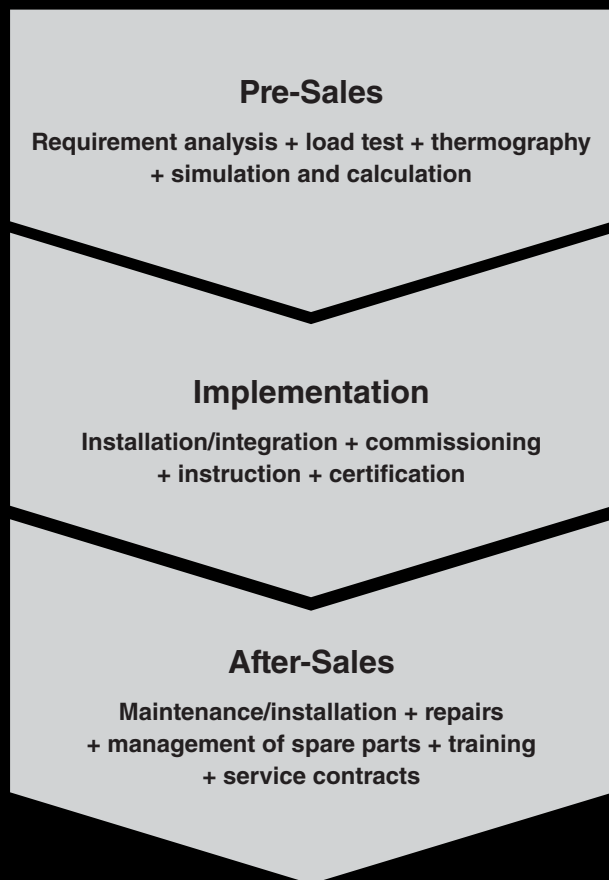 Pre-Sales
Requirement analysis + load test + thermography
+ simulation and calculation
Implementation
Installation/integration + commissioning
+ instruction + certification
After-Sales
Maintenance/installation + repairs
+ management of spare parts + training
+ service contracts